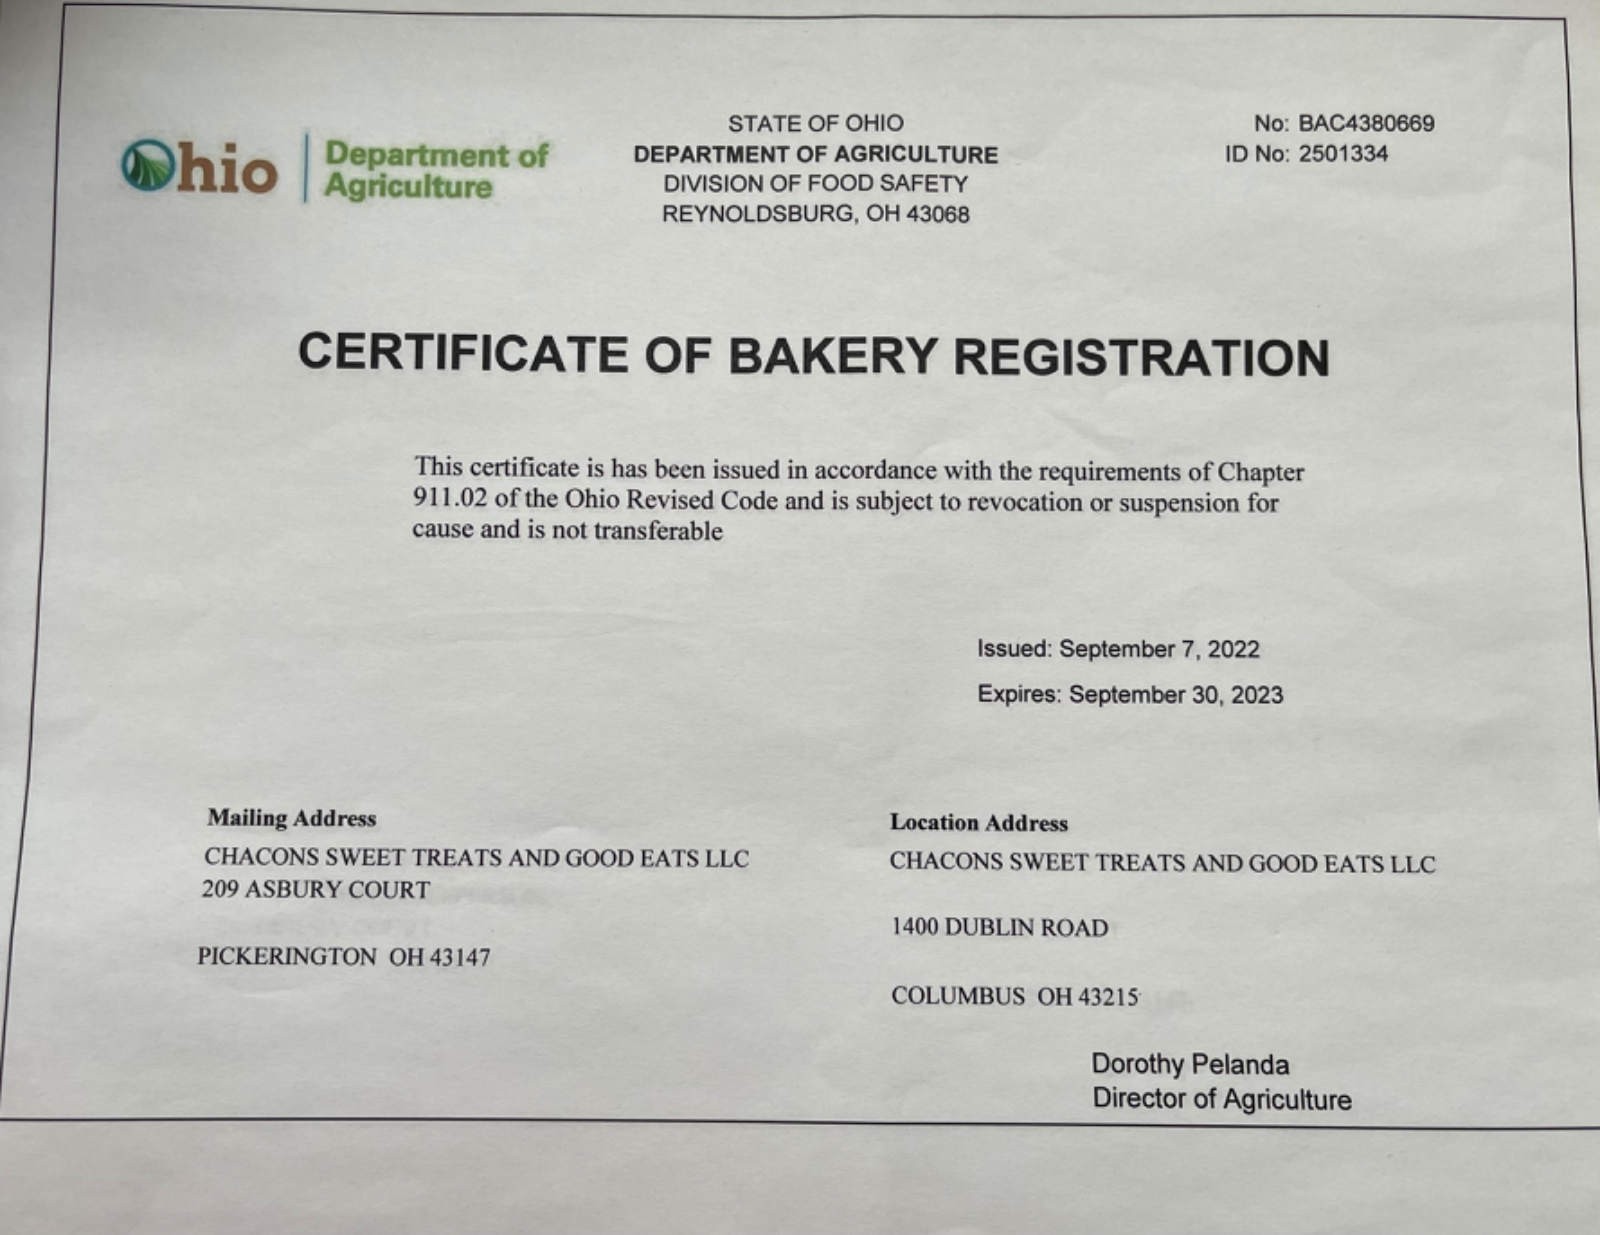 Ohio
Department of
Agriculture
STATE OF OHIO
DEPARTMENT OF AGRICULTURE
DIVISION OF FOOD SAFETY
REYNOLDSBURG, OH 43068
No: BAC4380669
ID No: 2501334
CERTIFICATE OF BAKERY REGISTRATION
This certificate is has been issued in accordance with the requirements of Chapter
911.02 of the Ohio Revised Code and is subject to revocation or suspension for
cause and is not transferable
Issued: September 7, 2022
Expires: September 30, 2023
Mailing Address
CHACONS SWEET TREATS AND GOOD EATS LLC
209 ASBURY COURT
PICKERINGTON OH 43147
Location Address
CHACONS SWEET TREATS AND GOOD EATS LLC
1400 DUBLIN ROAD
COLUMBUS OH 43215
Dorothy Pelanda
Director of Agriculture